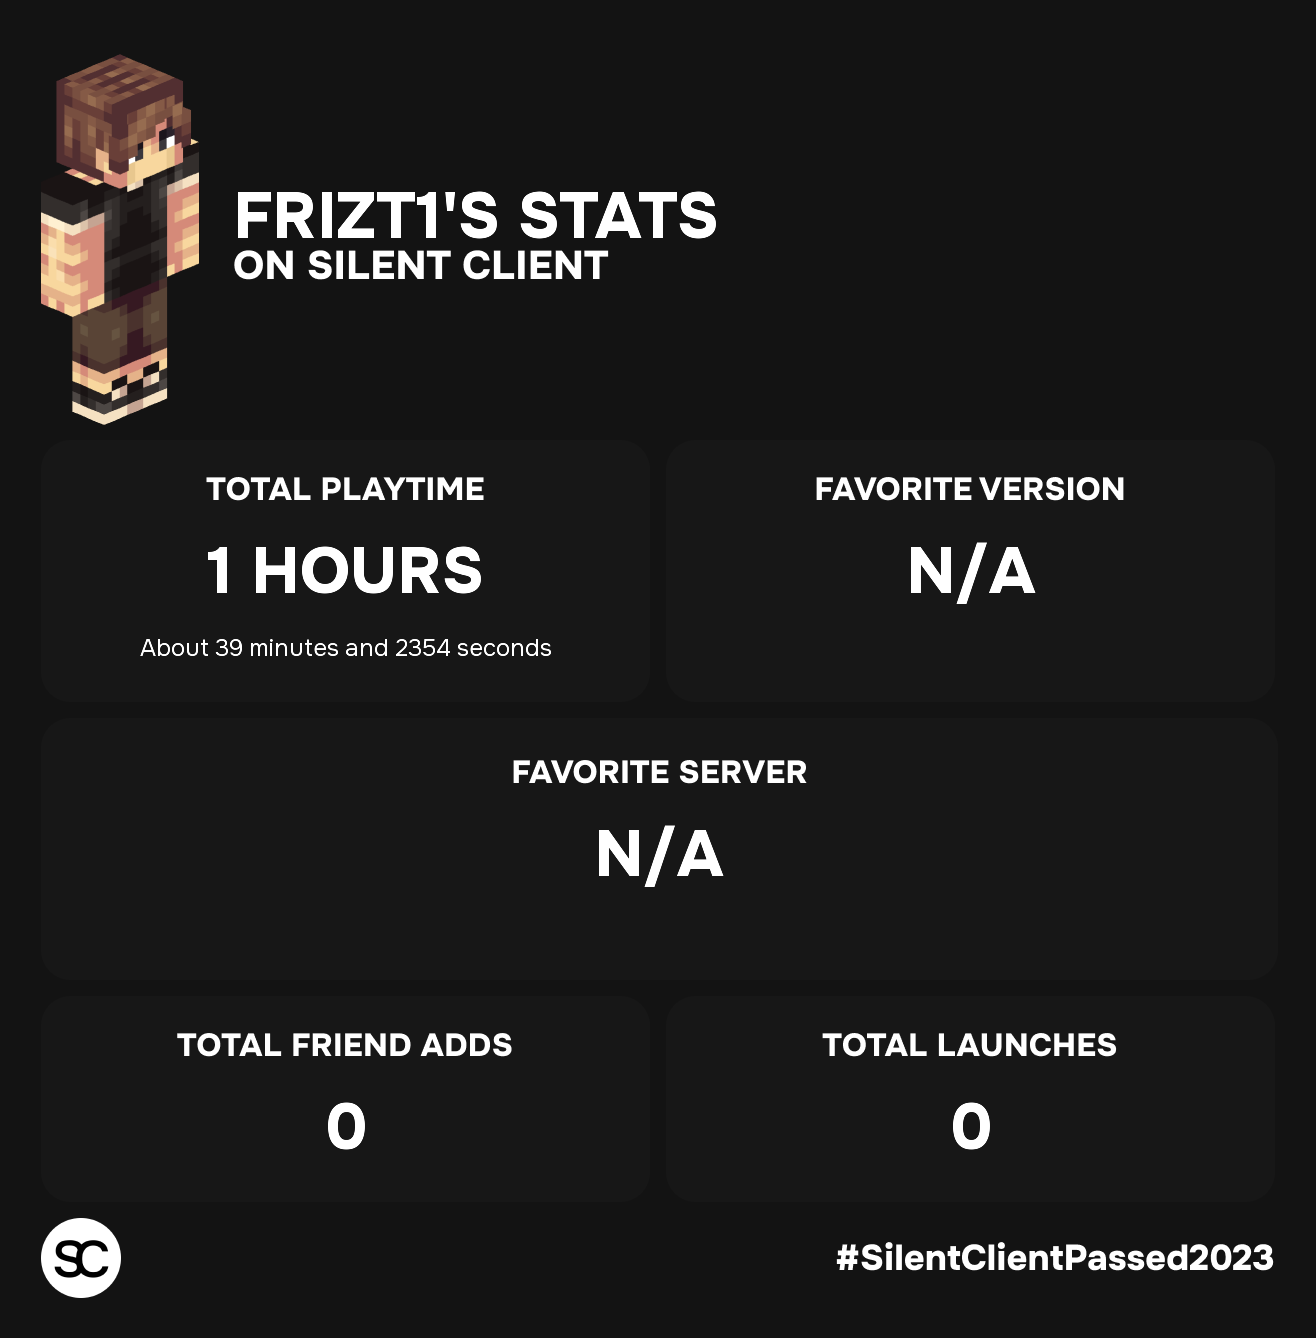 FRIZT1'S STATS
ON SILENT CLIENT
TOTAL PLAYTIME
1 HOURS
About 39 minutes and 2354 seconds
FAVORITE VERSION
N/A
FAVORITE SERVER
N/A
TOTAL FRIEND ADDS
0
TOTAL LAUNCHES
0
SC
#SilentClientPassed2023